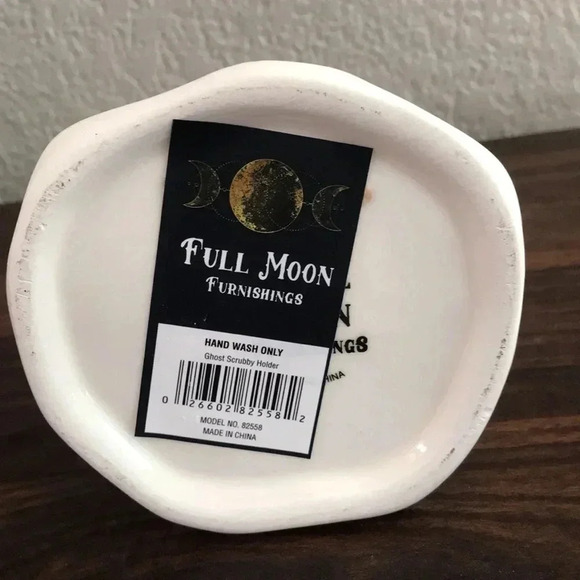 FULL MOON
FURNISHINGS
HAND WASH ONLY
Ghost Scrubby Holder
0 26602 82558 2
MODEL NO. 82558
MADE IN CHINA
L
N
NGS
HINA